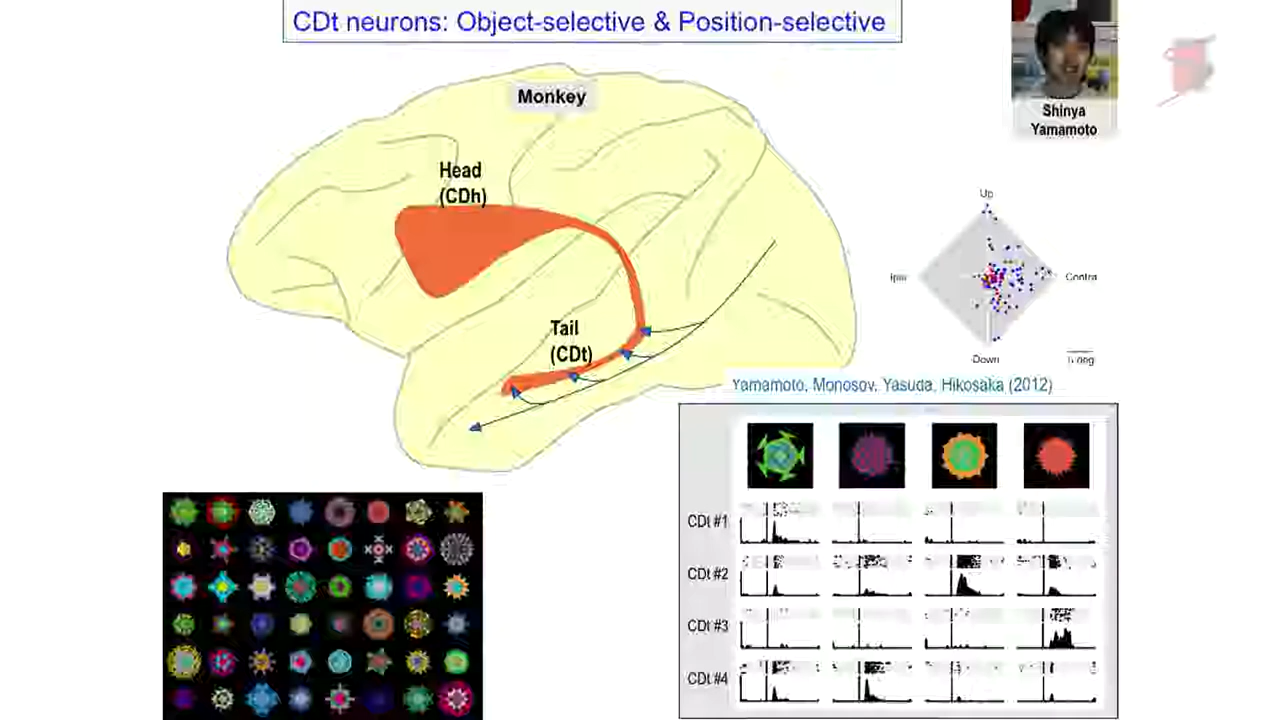 CDt neurons: Object-selective & Position-selective
Monkey
Shinya
Yamamoto
Head
(CDh)
Up
Contra
Tail
(CDt)
Down
Yamamoto, Monosov, Yasuda, Hikosaka (2012)
CDt #1
CDt #2
CDt #3
CDt #4